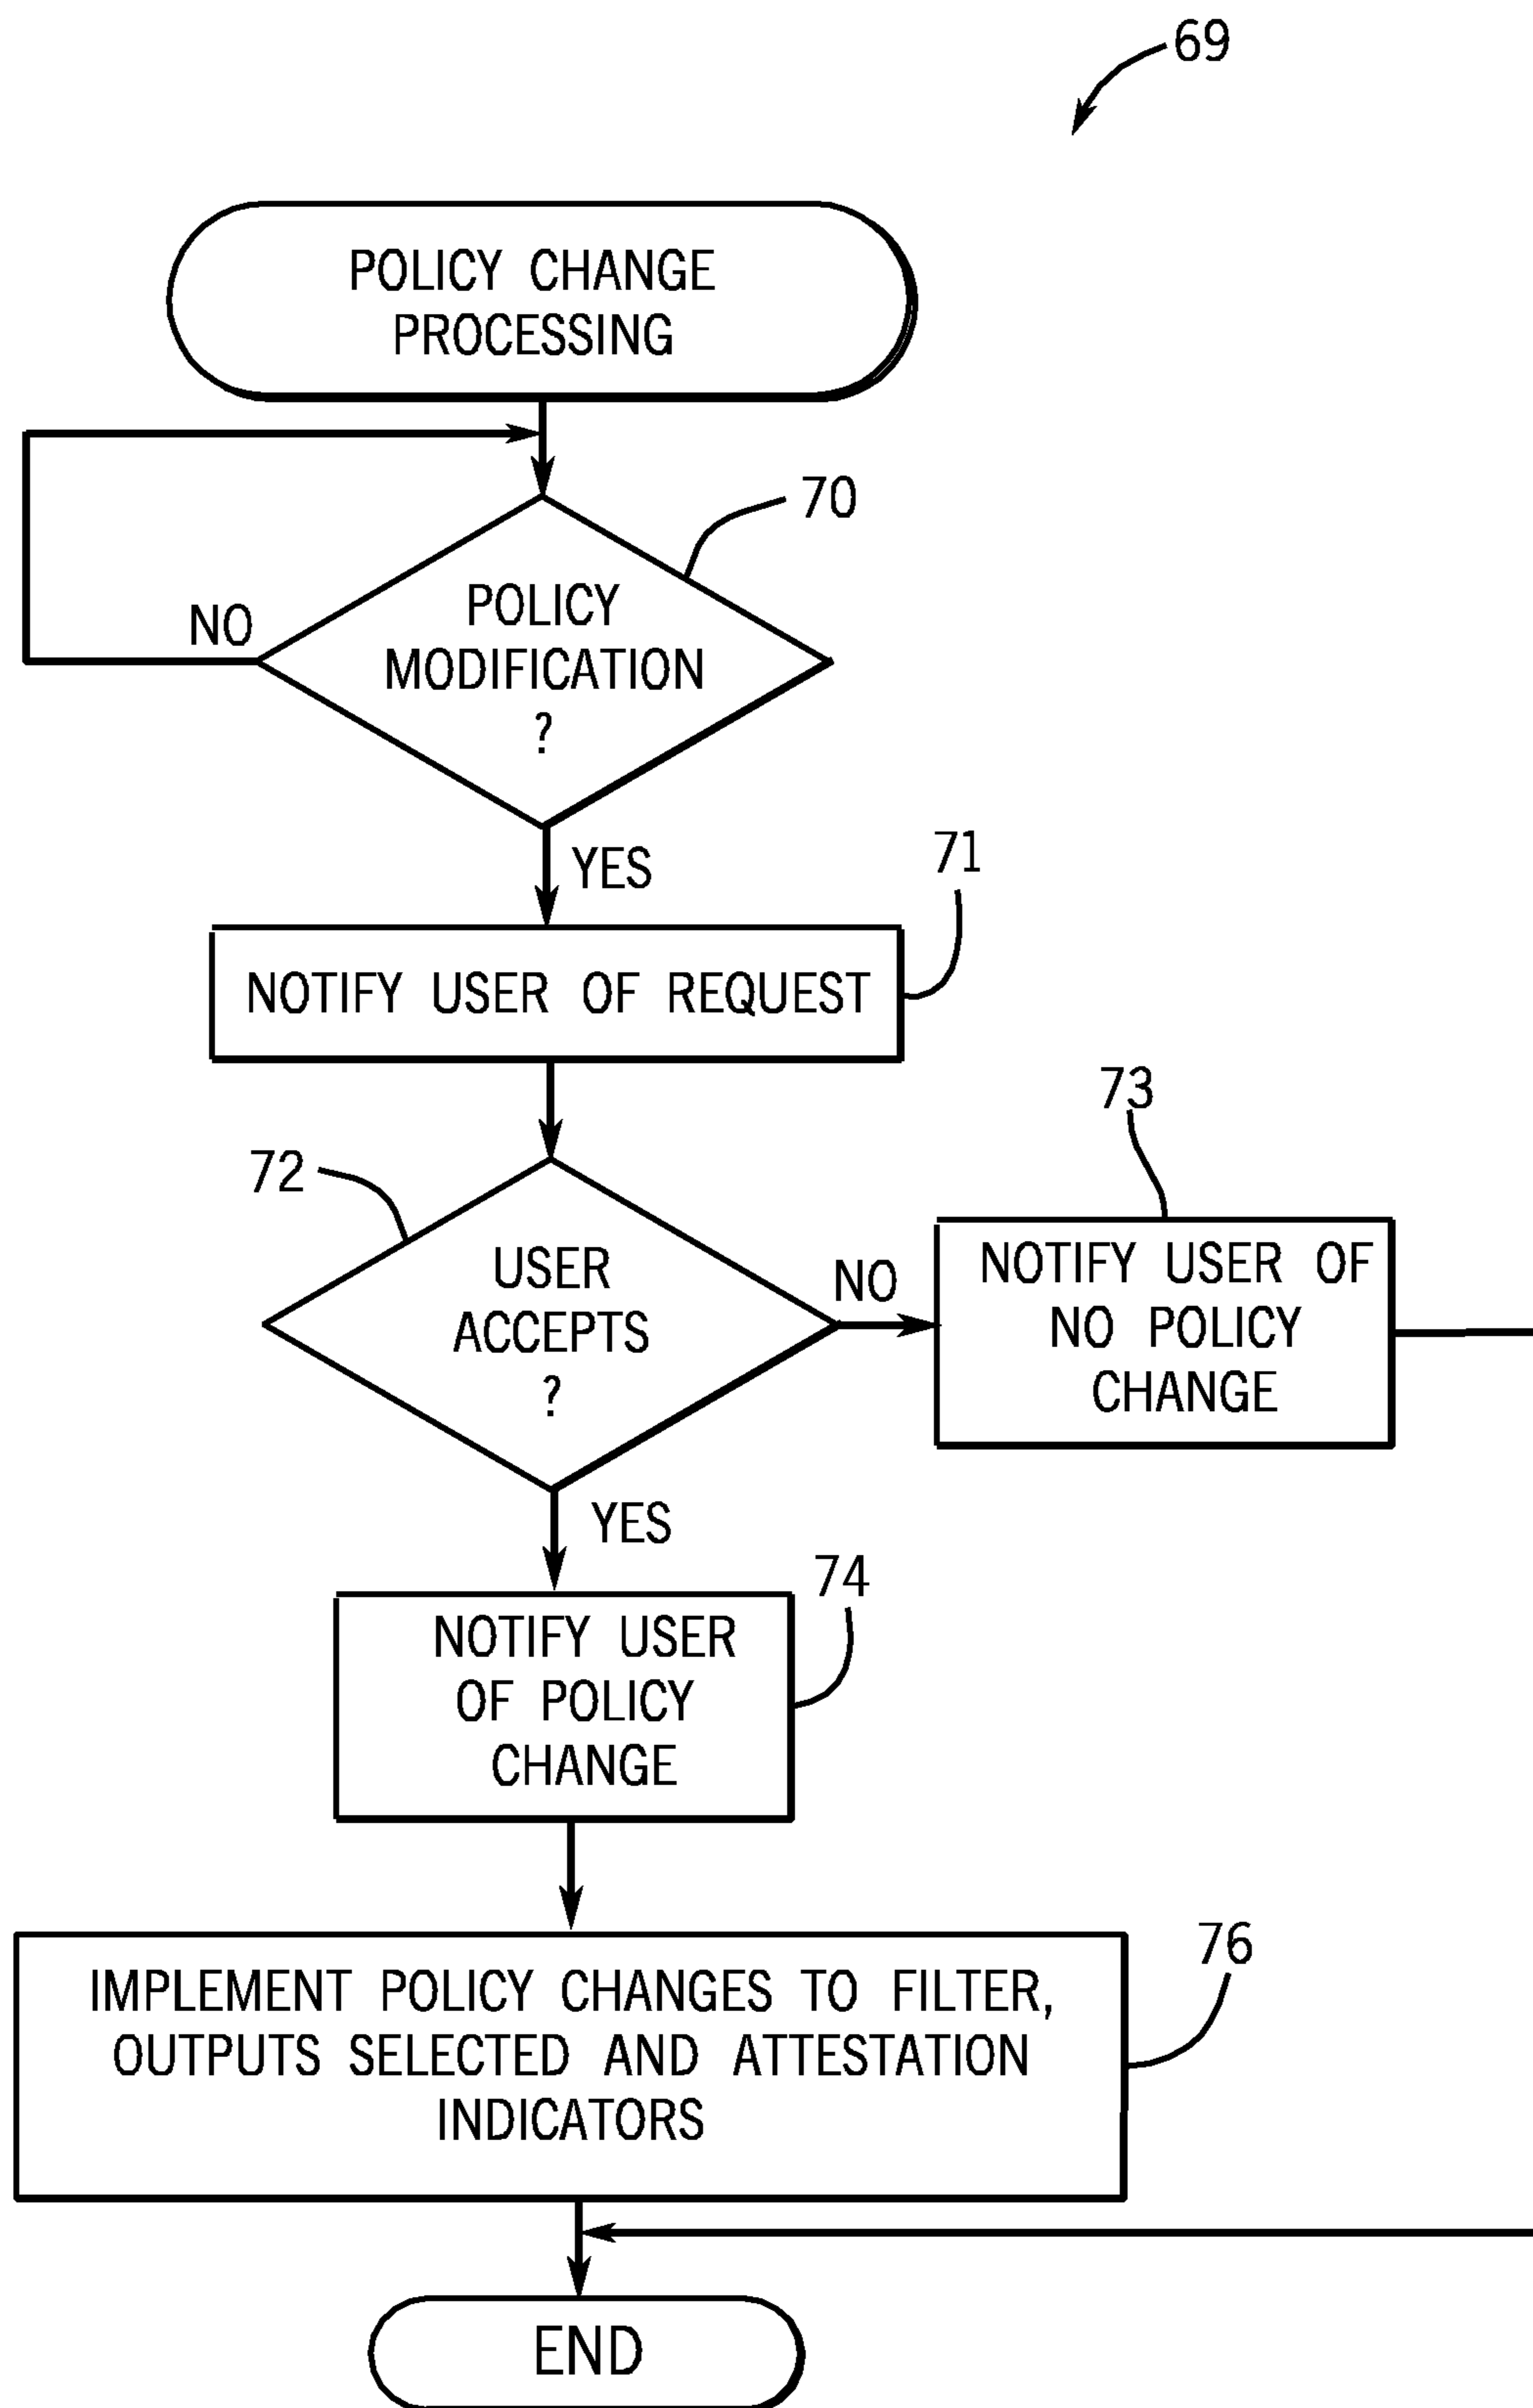 69
POLICY CHANGE
PROCESSING
70
POLICY
MODIFICATION
?
NO
YES
71
NOTIFY USER OF REQUEST
72
USER
ACCEPTS
?
NO
73
NOTIFY USER OF
NO POLICY
CHANGE
YES
74
NOTIFY USER
OF POLICY
CHANGE
76
IMPLEMENT POLICY CHANGES TO FILTER,
OUTPUTS SELECTED AND ATTESTATION
INDICATORS
END